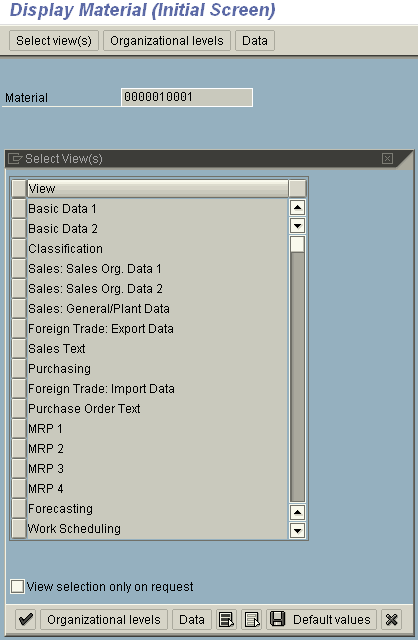 Display Material (Initial Screen)
Select view(s) Organizational levels Data
Material 0000010001
Select View(s)
View
Basic Data 1
Basic Data 2
Classification
Sales: Sales Org. Data 1
Sales: Sales Org. Data 2
Sales: General/Plant Data
Foreign Trade: Export Data
Sales Text
Purchasing
Foreign Trade: Import Data
Purchase Order Text
MRP 1
MRP 2
MRP 3
MRP 4
Forecasting
Work Scheduling
View selection only on request
Organizational levels Data Default values